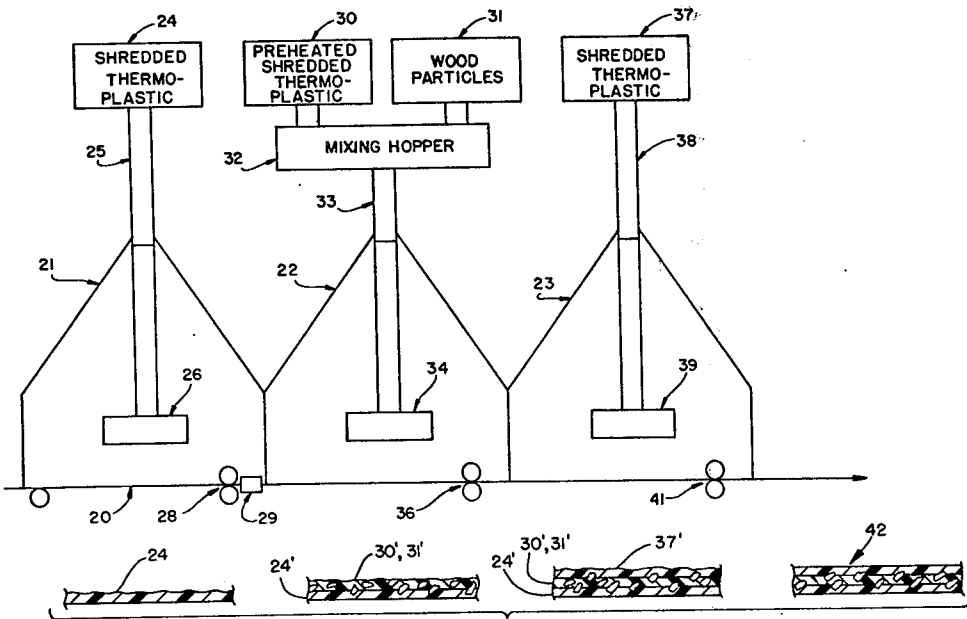 24
30
31
37
SHREDDED
THERMO-
PLASTIC
PREHEATED
SHREDDED
THERMO-
PLASTIC
WOOD
PARTICLES
SHREDDED
THERMO-
PLASTIC
25
32
MIXING HOPPER
38
33
21
22
23
26
34
39
20
28
29
36
41
24
24'
30', 31'
30', 31'
24'
37'
42